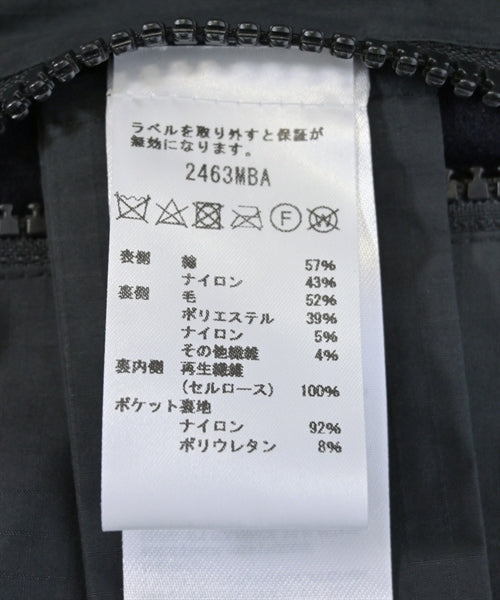 ラベルを取り外すと保証が
無効になります。
2463MBA
F W
表側 綿 57%
ナイロン 43%
裏側 毛 52%
ポリエステル 39%
ナイロン 5%
その他繊維 4%
裏内側 再生繊維
(セルロース) 100%
ポケット裏地
ナイロン 92%
ポリウレタン 8%